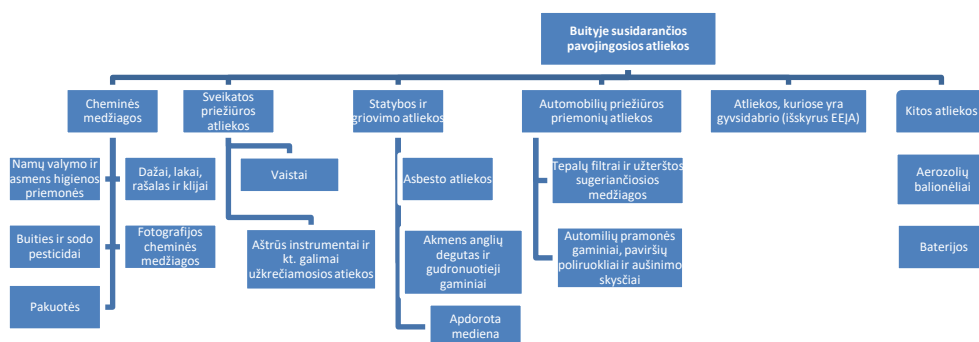 Buityje susidarančios
pavojingosios atliekos
Cheminės
medžiagos
Sveikatos
priežiūros
atliekos
Statybos ir
griovimo atliekos
Automobilių priežiūros
priemonių atliekos
Atliekos, kuriose yra
gyvsidabrio (išskyrus EEJA)
Kitos atliekos
Namų valymo ir
asmens higienos
priemonės
Dažai, lakai,
rašalas ir klijai
Buities ir sodo
pesticidai
Fotografijos
cheminės
medžiagos
Pakuotės
Vaistai
Aštrūs instrumentai ir
kt. galimai
užkrečiamosios atiekos
Asbesto atliekos
Akmens anglių
degutas ir
gudronuotieji
gaminiai
Apdorota
mediena
Tepalų filtrai ir užterštos
sugeriančiosios
medžiagos
Automilių pramonės
gaminiai, paviršių
poliruokliai ir aušinimo
skysčiai
Aerozolių
balionėliai
Baterijos